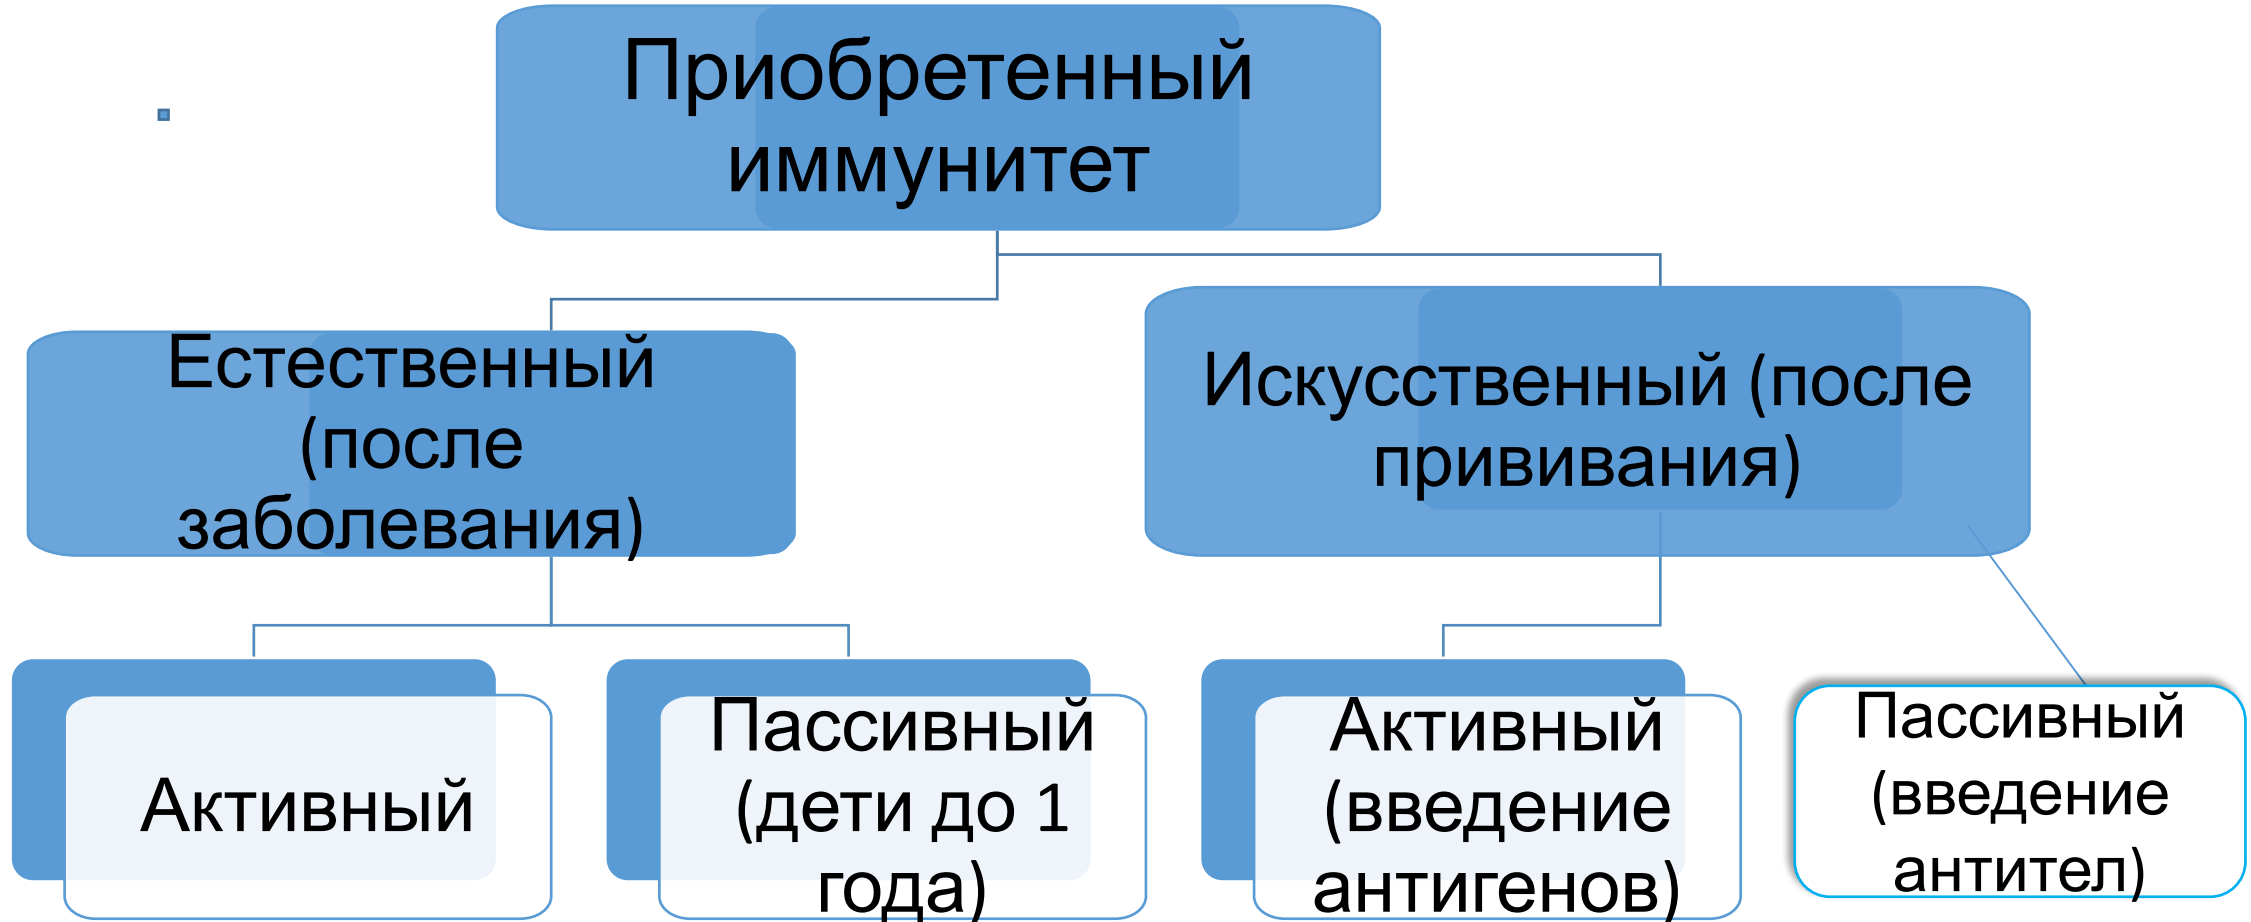 Приобретенный
иммунитет
Естественный
(после
заболевания)
Искусственный (после
прививания)
Активный
Пассивный
(дети до 1
года)
Активный
(введение
антигенов)
Пассивный
(введение
антител)